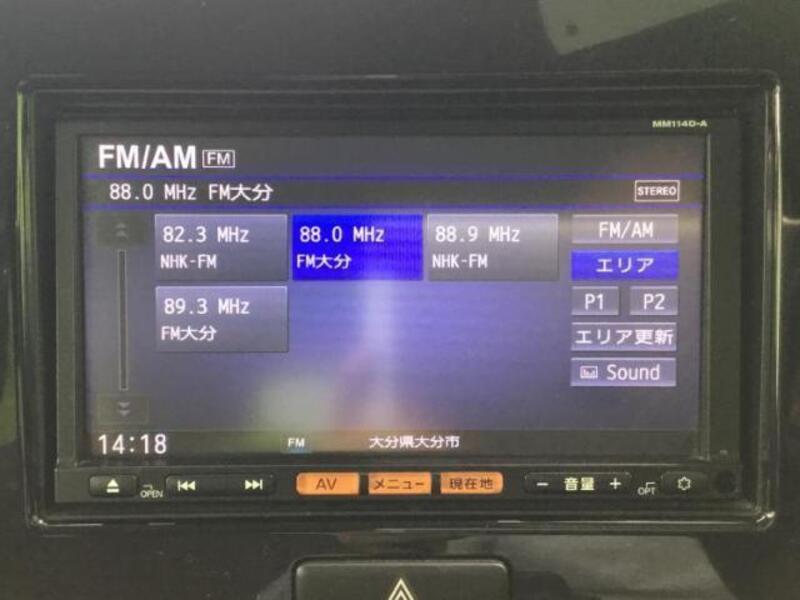 MM114D-A
FM/AM FM
88.0 MHz FM大分 STEREO
82.3 MHz 88.0 MHz 88.9 MHz FM/AM
NHK-FM FM大分 NHK-FM エリア
89.3 MHz P1 P2
FM大分 エリア更新
Sound
14:18 FM 大分県大分市
OPEN AV メニュー 現在地 − 音量 + OPT